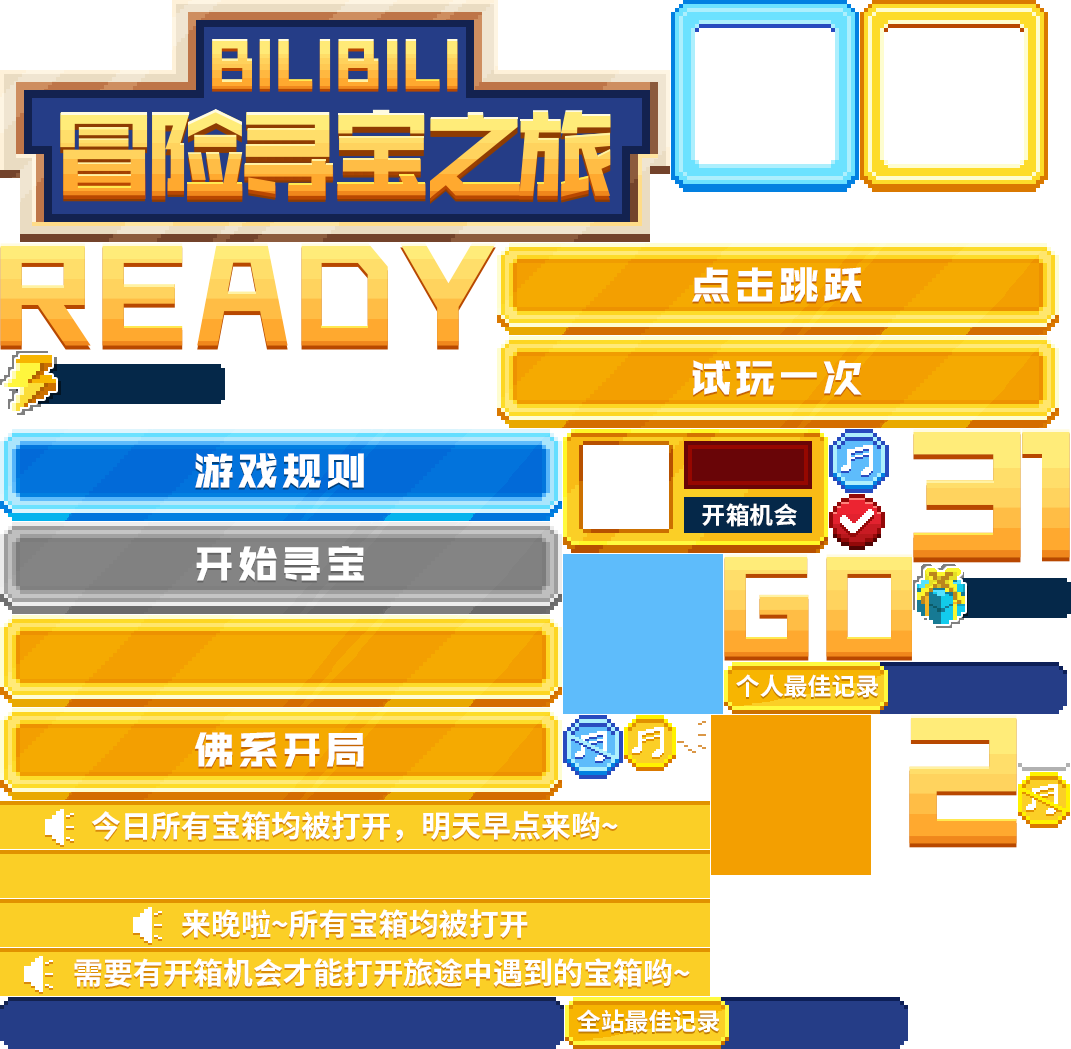 BILIBILI
冒险寻宝之旅
READY
点击跳跃
试玩一次
游戏规则
开箱机会
31
开始寻宝
GO
个人最佳记录
佛系开局
2
今日所有宝箱均被打开，明天早点来哟~
来晚啦~所有宝箱均被打开
需要有开箱机会才能打开旅途中遇到的宝箱哟~
全站最佳记录